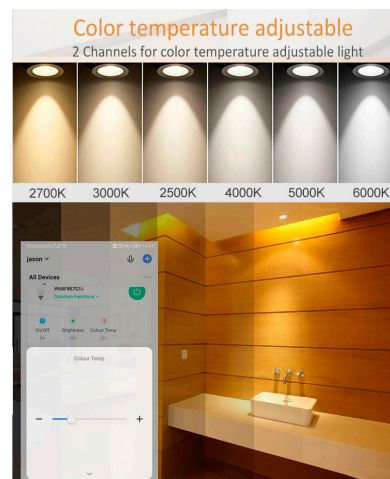 Color temperature adjustable
2 Channels for color temperature adjustable light
2700K 3000K 2500K 4000K 5000K 6000K
jason
All Devices
Common Functions
On/Off Brightness Colour Temp
Colour Temp